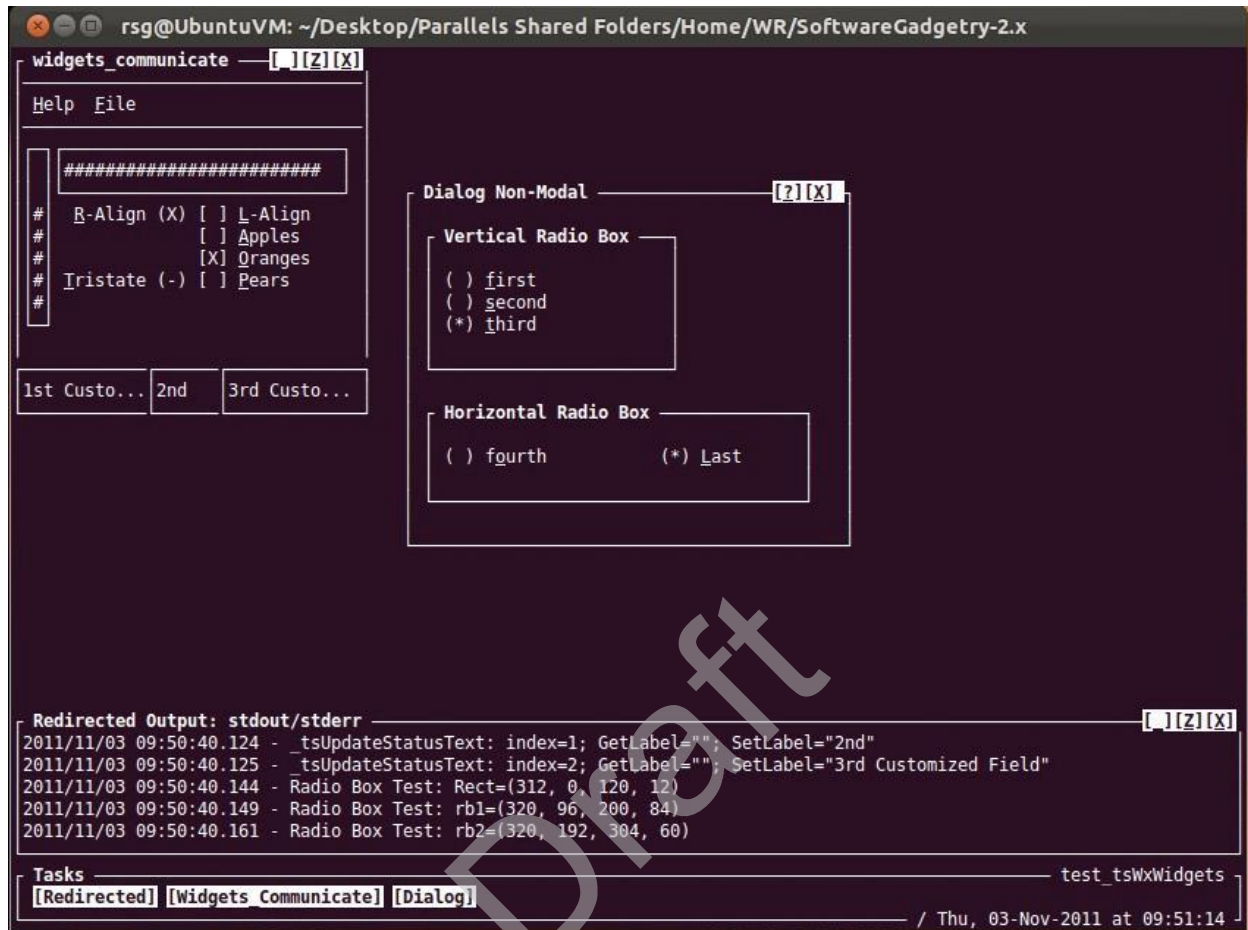 rsg@UbuntuVM: ~/Desktop/Parallels Shared Folders/Home/WR/SoftwareGadgetry-2.x
widgets_communicate [_][Z][X]
Help File
#########################
# R-Align (X) [ ] L-Align
# [ ] Apples
# [X] Oranges
# Tristate (-) [ ] Pears
#
1st Custo... 2nd 3rd Custo...
Dialog Non-Modal [?][X]
Vertical Radio Box
( ) first
( ) second
(*) third
Horizontal Radio Box
( ) fourth (*) Last
Redirected Output: stdout/stderr [_][Z][X]
2011/11/03 09:50:40.124 - _tsUpdateStatusText: index=1; GetLabel=""; SetLabel="2nd"
2011/11/03 09:50:40.125 - _tsUpdateStatusText: index=2; GetLabel=""; SetLabel="3rd Customized Field"
2011/11/03 09:50:40.144 - Radio Box Test: Rect=(312, 0, 120, 12)
2011/11/03 09:50:40.149 - Radio Box Test: rb1=(320, 96, 200, 84)
2011/11/03 09:50:40.161 - Radio Box Test: rb2=(320, 192, 304, 60)
Tasks test_tsWxWidgets
[Redirected] [Widgets_Communicate] [Dialog]
/ Thu, 03-Nov-2011 at 09:51:14
Draft